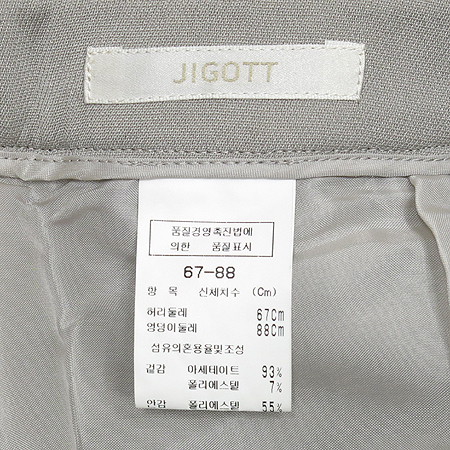 JIGOTT
품질경영촉진법에
의한 품질표시
67-88
항 목 신체치수 (Cm)
허리둘레 67Cm
엉덩이둘레 88Cm
섬유의혼용율및조성
겉감 아세테이트 93%
폴리에스텔 7%
안감 폴리에스텔 55%